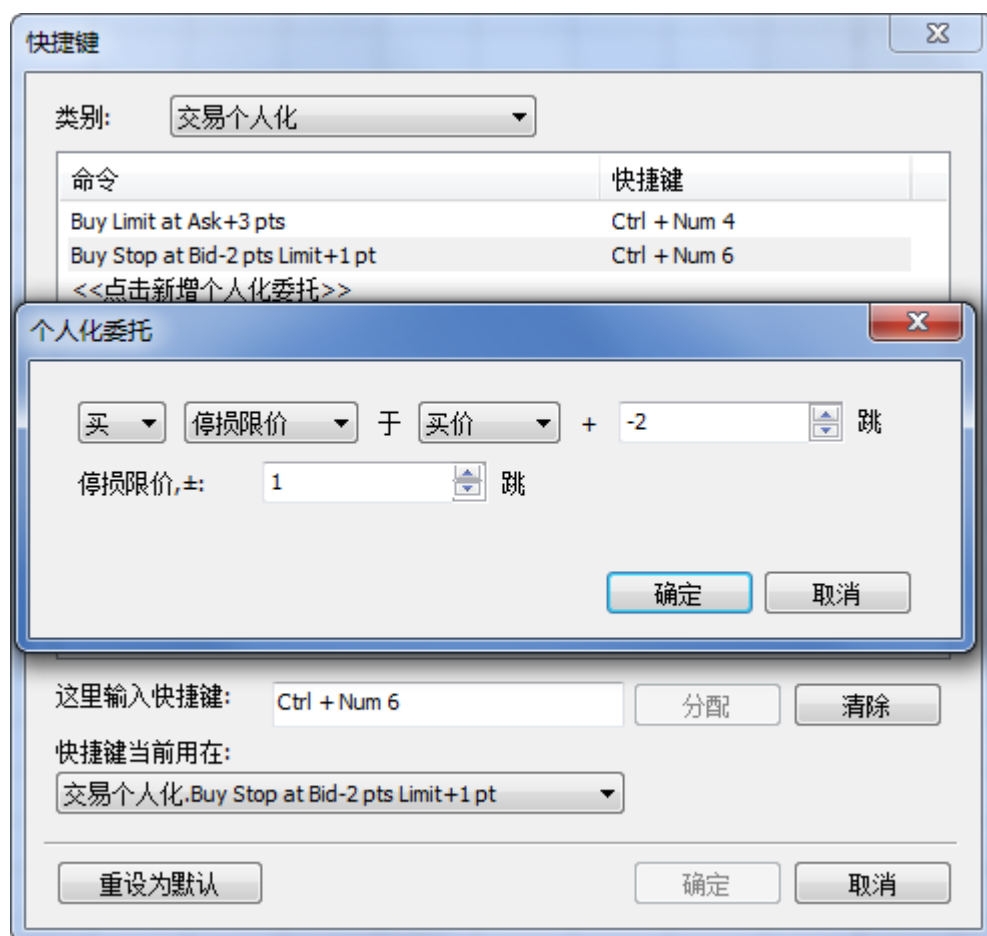 快捷键
类别: 交易个人化
命令 快捷键
Buy Limit at Ask+3 pts Ctrl + Num 4
Buy Stop at Bid-2 pts Limit+1 pt Ctrl + Num 6
<<点击新增个人化委托>>
个人化委托
买 停损限价 于 买价 + -2 跳
停损限价,±: 1 跳
确定 取消
这里输入快捷键: Ctrl + Num 6 分配 清除
快捷键当前用在:
交易个人化.Buy Stop at Bid-2 pts Limit+1 pt
重设为默认 确定 取消